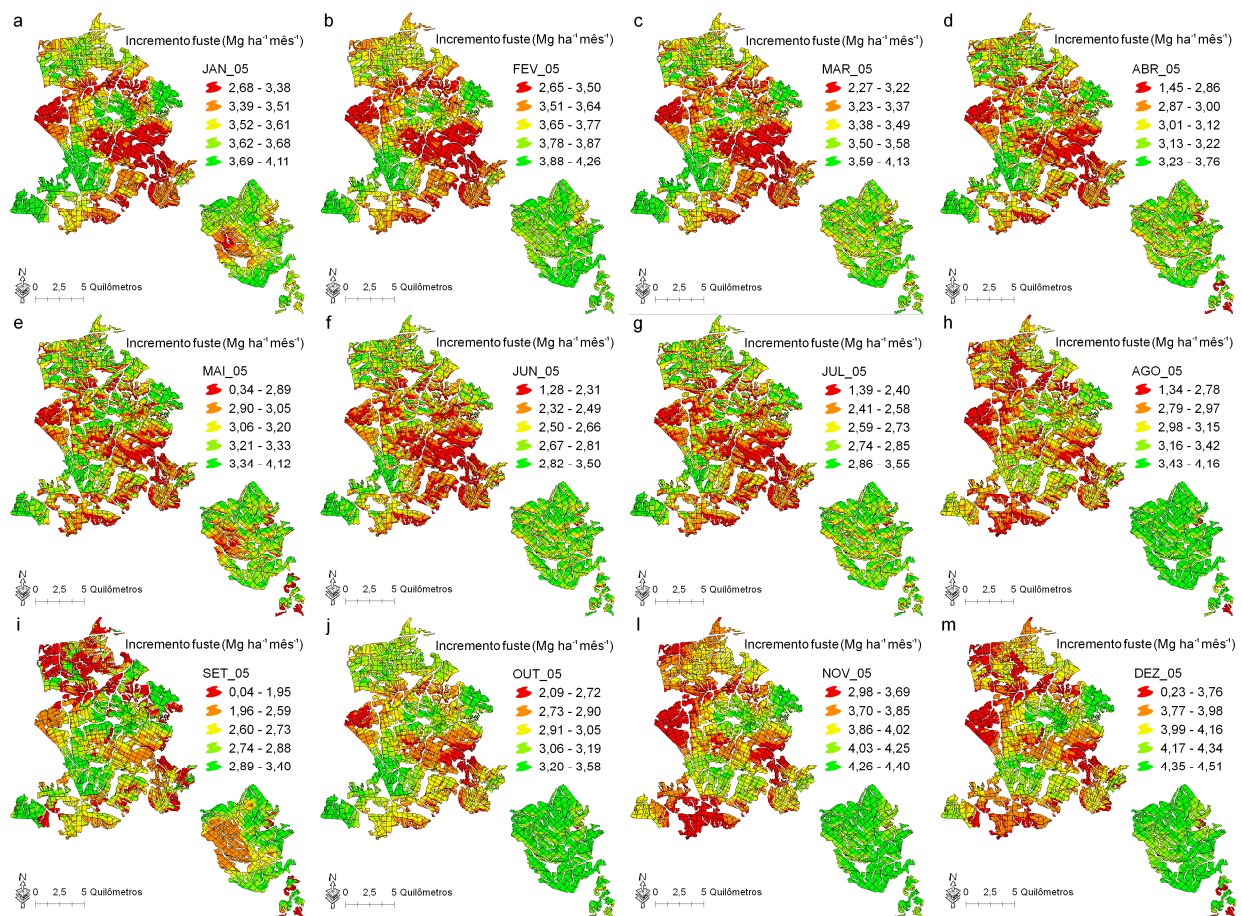 a
Incremento fuste (Mg ha⁻¹ mês⁻¹)
JAN_05
2,68 - 3,38
3,39 - 3,51
3,52 - 3,61
3,62 - 3,68
3,69 - 4,11
N
0 2,5 5 Quilômetros
b
Incremento fuste (Mg ha⁻¹ mês⁻¹)
FEV_05
2,65 - 3,50
3,51 - 3,64
3,65 - 3,77
3,78 - 3,87
3,88 - 4,26
N
0 2,5 5 Quilômetros
c
Incremento fuste (Mg ha⁻¹ mês⁻¹)
MAR_05
2,27 - 3,22
3,23 - 3,37
3,38 - 3,49
3,50 - 3,58
3,59 - 4,13
N
0 2,5 5 Quilômetros
d
Incremento fuste (Mg ha⁻¹ mês⁻¹)
ABR_05
1,45 - 2,86
2,87 - 3,00
3,01 - 3,12
3,13 - 3,22
3,23 - 3,76
N
0 2,5 5 Quilômetros
e
Incremento fuste (Mg ha⁻¹ mês⁻¹)
MAI_05
0,34 - 2,89
2,90 - 3,05
3,06 - 3,20
3,21 - 3,33
3,34 - 4,12
N
0 2,5 5 Quilômetros
f
Incremento fuste (Mg ha⁻¹ mês⁻¹)
JUN_05
1,28 - 2,31
2,32 - 2,49
2,50 - 2,66
2,67 - 2,81
2,82 - 3,50
N
0 2,5 5 Quilômetros
g
Incremento fuste (Mg ha⁻¹ mês⁻¹)
JUL_05
1,39 - 2,40
2,41 - 2,58
2,59 - 2,73
2,74 - 2,85
2,86 - 3,55
N
0 2,5 5 Quilômetros
h
Incremento fuste (Mg ha⁻¹ mês⁻¹)
AGO_05
1,34 - 2,78
2,79 - 2,97
2,98 - 3,15
3,16 - 3,42
3,43 - 4,16
N
0 2,5 5 Quilômetros
i
Incremento fuste (Mg ha⁻¹ mês⁻¹)
SET_05
0,04 - 1,95
1,96 - 2,59
2,60 - 2,73
2,74 - 2,88
2,89 - 3,40
N
0 2,5 5 Quilômetros
j
Incremento fuste (Mg ha⁻¹ mês⁻¹)
OUT_05
2,09 - 2,72
2,73 - 2,90
2,91 - 3,05
3,06 - 3,19
3,20 - 3,58
N
0 2,5 5 Quilômetros
l
Incremento fuste (Mg ha⁻¹ mês⁻¹)
NOV_05
2,98 - 3,69
3,70 - 3,85
3,86 - 4,02
4,03 - 4,25
4,26 - 4,40
N
0 2,5 5 Quilômetros
m
Incremento fuste (Mg ha⁻¹ mês⁻¹)
DEZ_05
0,23 - 3,76
3,77 - 3,98
3,99 - 4,16
4,17 - 4,34
4,35 - 4,51
N
0 2,5 5 Quilômetros